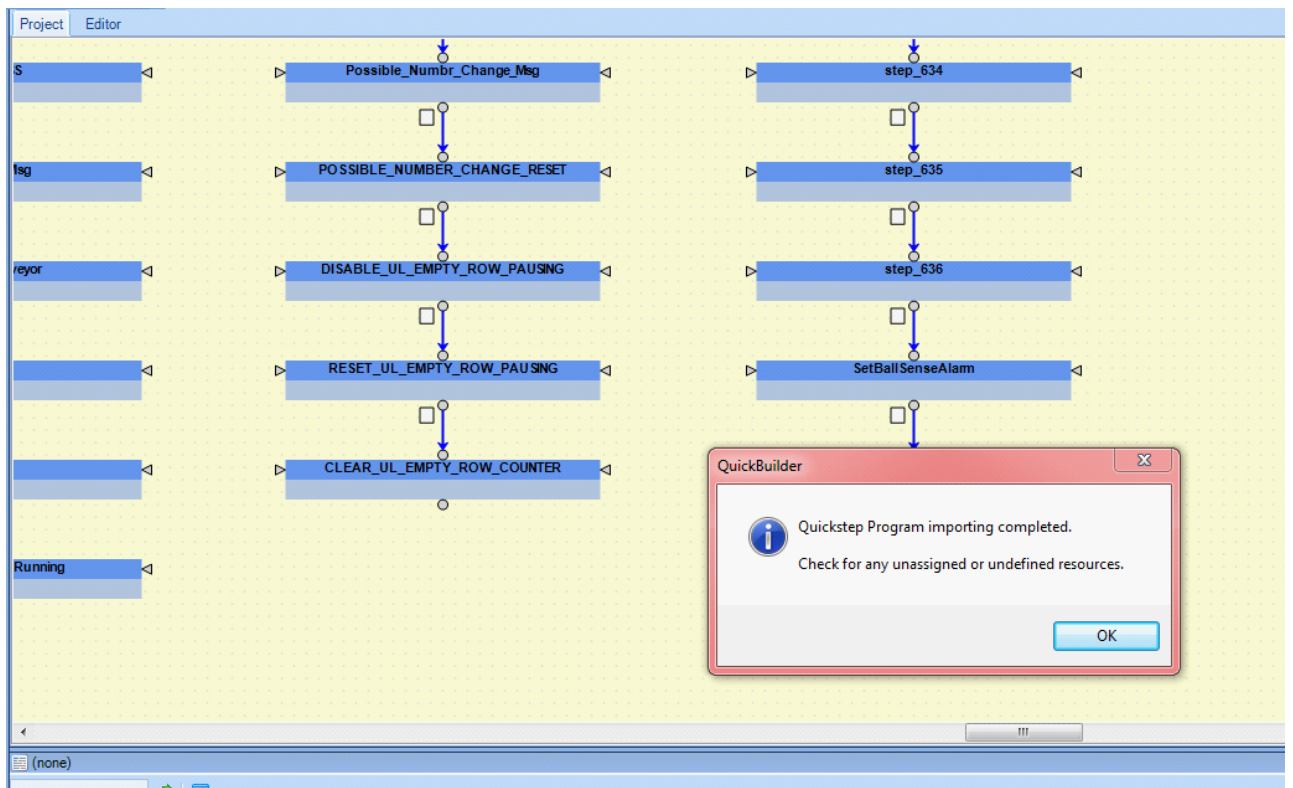 Project Editor
S
Possible_Numbr_Change_Msg
step_634
Msg
POSSIBLE_NUMBER_CHANGE_RESET
step_635
veyor
DISABLE_UL_EMPTY_ROW_PAUSING
step_636
RESET_UL_EMPTY_ROW_PAUSING
SetBallSenseAlarm
CLEAR_UL_EMPTY_ROW_COUNTER
Running
QuickBuilder
Quickstep Program importing completed.
Check for any unassigned or undefined resources.
OK
(none)